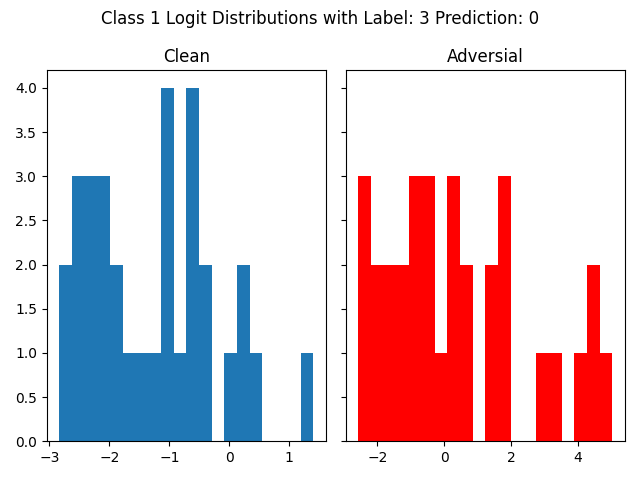 Class 1 Logit Distributions with Label: 3 Prediction: 0
Clean
Adversial
4.0
3.5
3.0
2.5
2.0
1.5
1.0
0.5
0.0
−3 −2 −1 0 1
−2 0 2 4